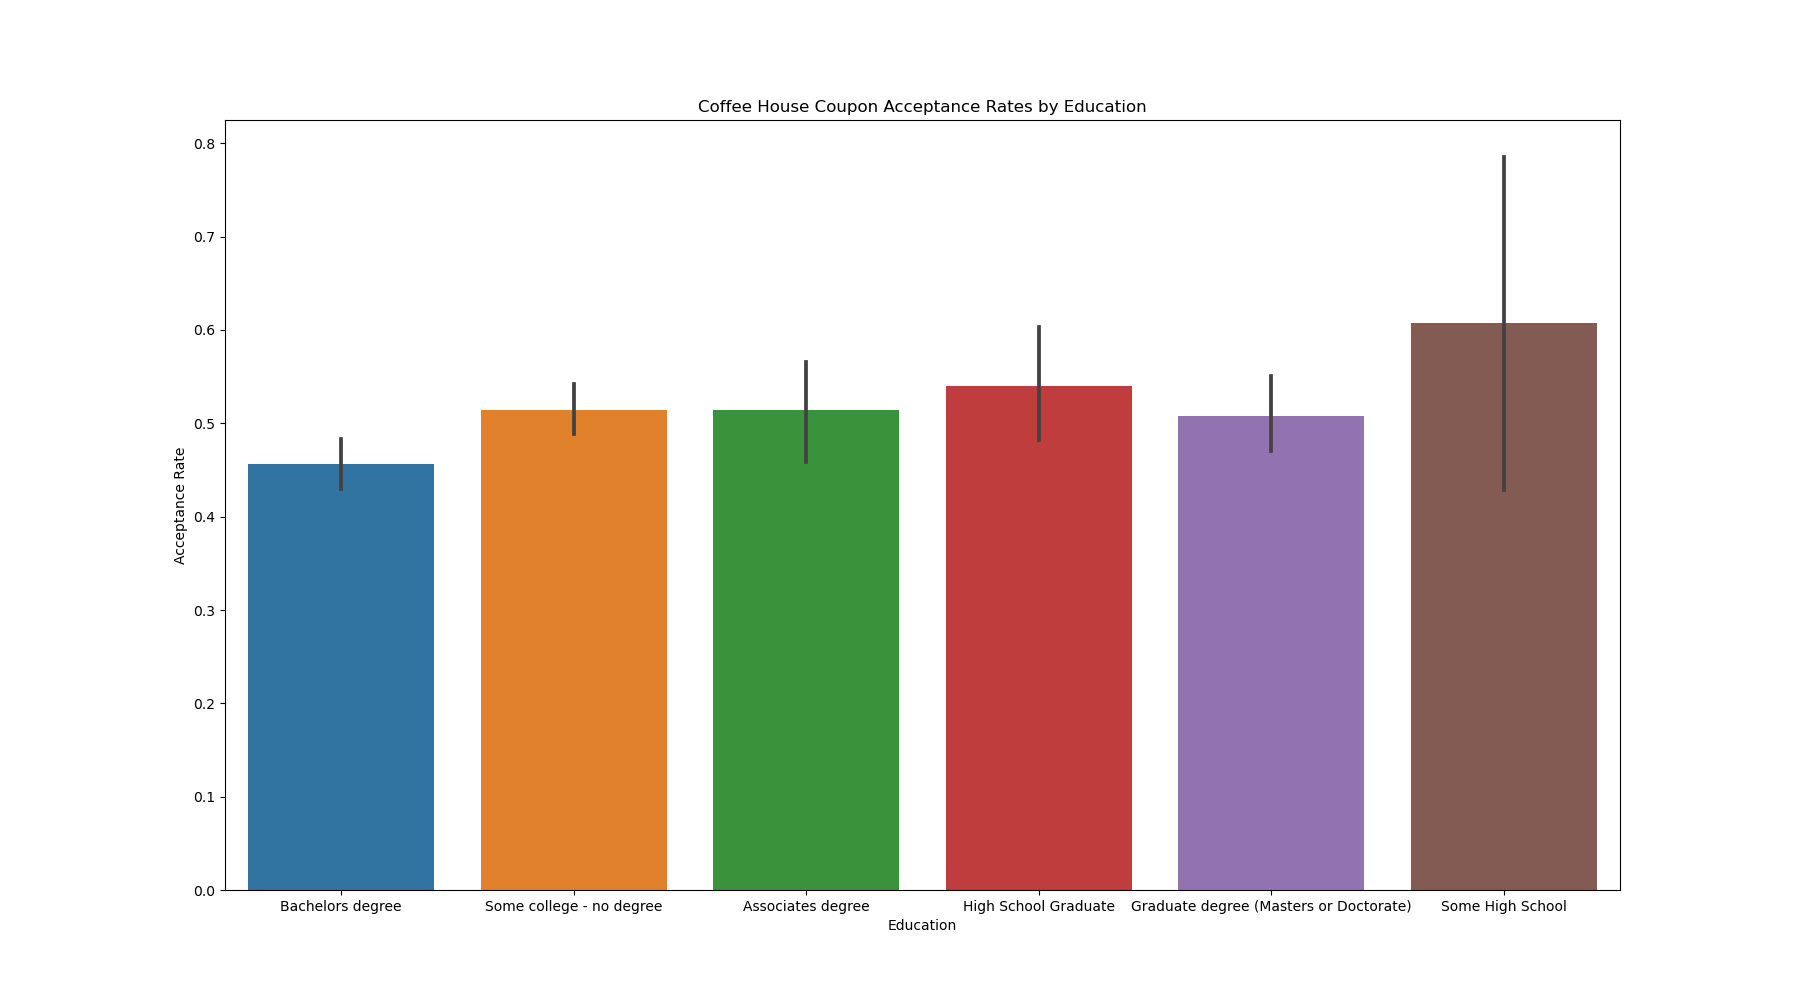 Coffee House Coupon Acceptance Rates by Education
0.8
0.7
0.6
0.5
0.4
0.3
0.2
0.1
0.0
Acceptance Rate
Bachelors degree
Some college - no degree
Associates degree
High School Graduate
Graduate degree (Masters or Doctorate)
Some High School
Education